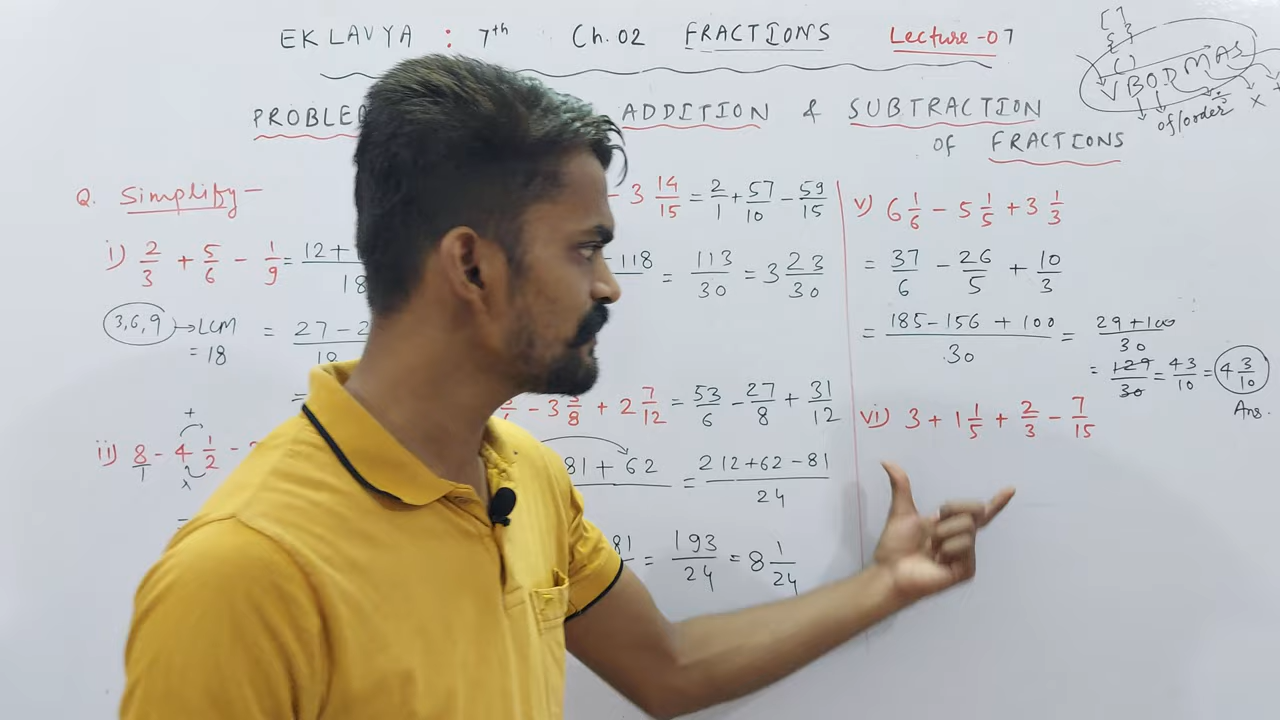 EKLAVYA : 7th Ch.02 FRACTIONS Lecture-07
[ ]
{ }
( )
VBODMAS
of/order
×
PROBLE ADDITION & SUBTRACTION
OF FRACTIONS
Q. Simplify-
i) 2/3 + 5/6 - 1/9 = 12+ / 18
3,6,9 → LCM
= 18
= 27-2
ii) 8/1 - 4 1/2 -
+
×
- 3 14/15 = 2/1 + 57/10 - 59/15
118 = 113/30 = 3 23/30
- 3 3/8 + 2 7/12 = 53/6 - 27/8 + 31/12
81 + 62 = 212+62-81 / 24
81 = 193/24 = 8 1/24
v) 6 1/6 - 5 1/5 + 3 1/3
= 37/6 - 26/5 + 10/3
= 185-156+100 / 30 = 29+100 / 30
= 129/30 = 43/10 = 4 3/10
Ans.
vi) 3 + 1 1/5 + 2/3 - 7/15